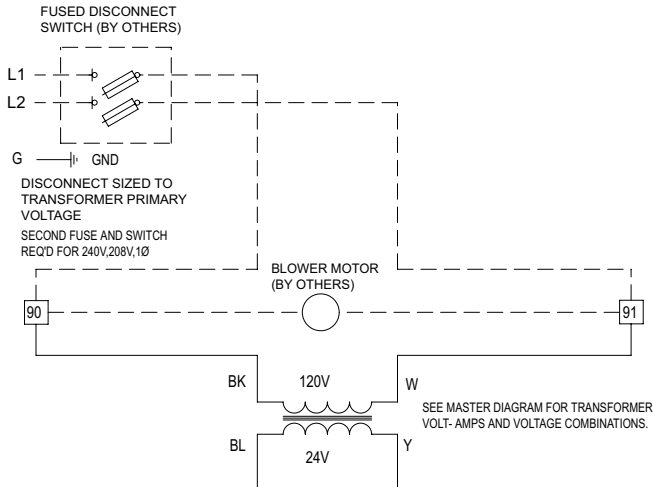 FUSED DISCONNECT
SWITCH (BY OTHERS)
L1
L2
G
GND
DISCONNECT SIZED TO
TRANSFORMER PRIMARY
VOLTAGE
SECOND FUSE AND SWITCH
REQ'D FOR 240V,208V,1Ø
BLOWER MOTOR
(BY OTHERS)
90
91
BK
120V
W
SEE MASTER DIAGRAM FOR TRANSFORMER
VOLT- AMPS AND VOLTAGE COMBINATIONS.
BL
24V
Y